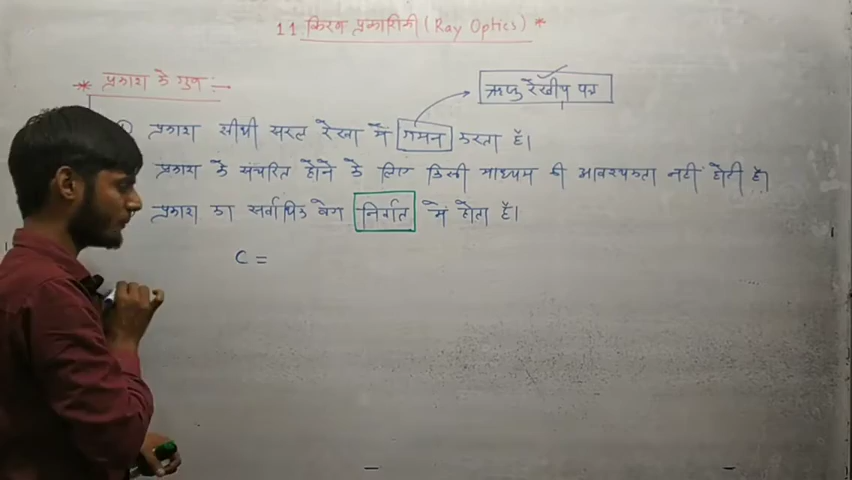 11 किरण प्रकाशिकी (Ray Optics) *
* प्रकाश के गुण :-
ऋजु रेखीय पथ
प्रकाश सीधी सरल रेखा में गमन करता है।
प्रकाश के संचरित होने के लिए किसी माध्यम की आवश्यकता नहीं होती है।
प्रकाश का सर्वाधिक वेग निर्वात में होता है।
C =